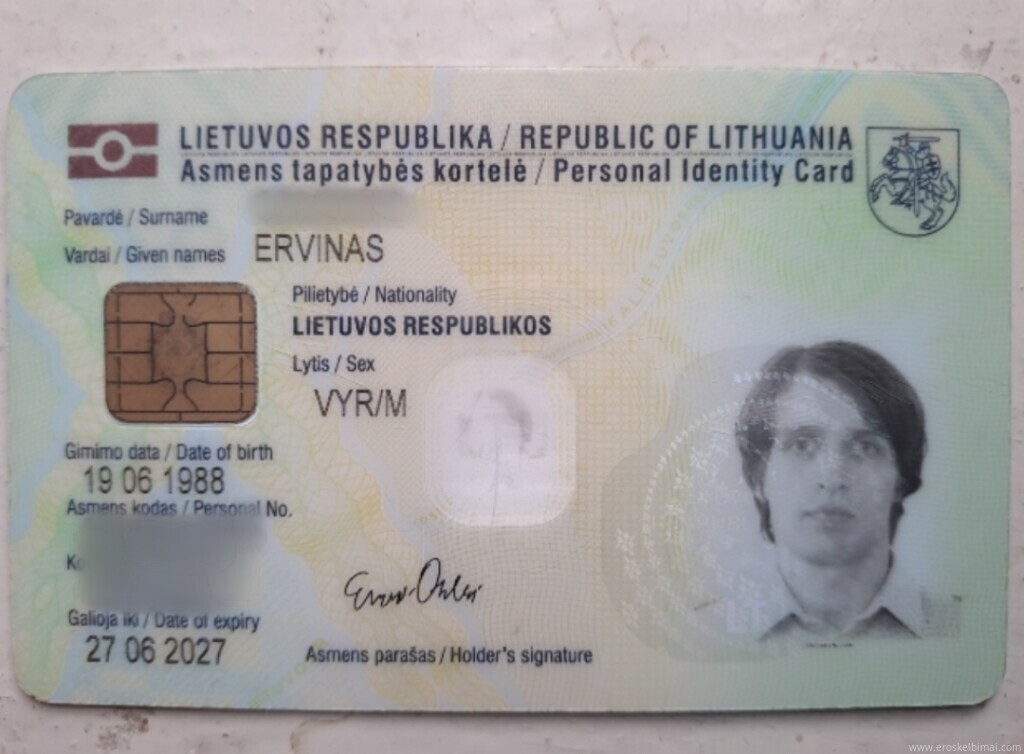 LIETUVOS RESPUBLIKA / REPUBLIC OF LITHUANIA
Asmens tapatybės kortelė / Personal Identity Card
Pavardė / Surname
Vardai / Given names ERVINAS
Pilietybė / Nationality
LIETUVOS RESPUBLIKOS
Lytis / Sex
VYR/M
Gimimo data / Date of birth
19 06 1988
Asmens kodas / Personal No.
Galioja iki / Date of expiry
27 06 2027
Asmens parašas / Holder's signature
www.eroskelbimai.com